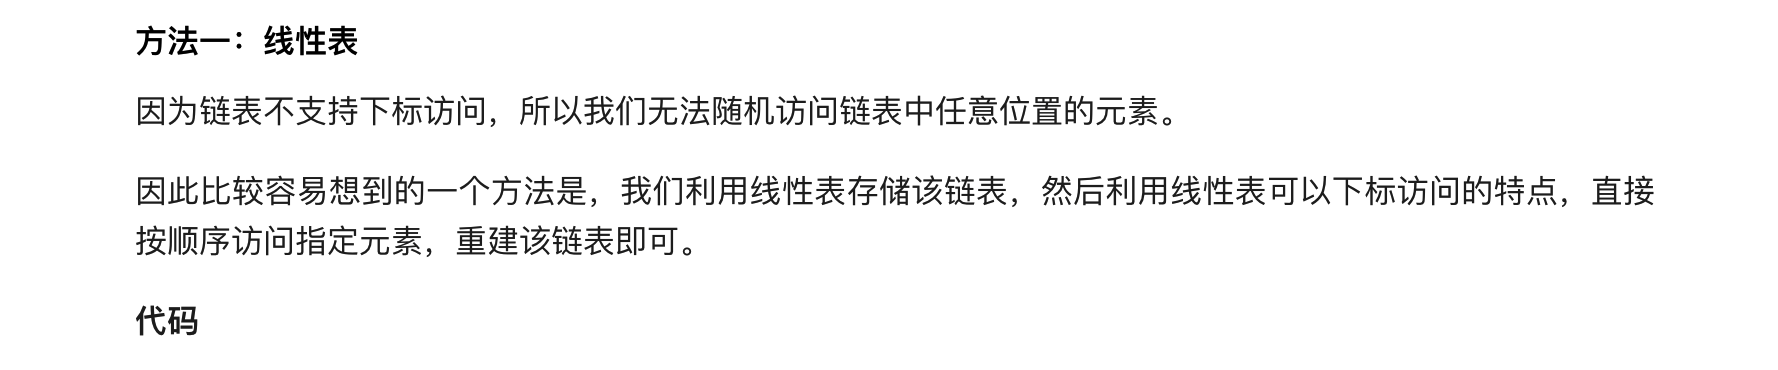 方法一：线性表
因为链表不支持下标访问，所以我们无法随机访问链表中任意位置的元素。
因此比较容易想到的一个方法是，我们利用线性表存储该链表，然后利用线性表可以下标访问的特点，直接
按顺序访问指定元素，重建该链表即可。
代码